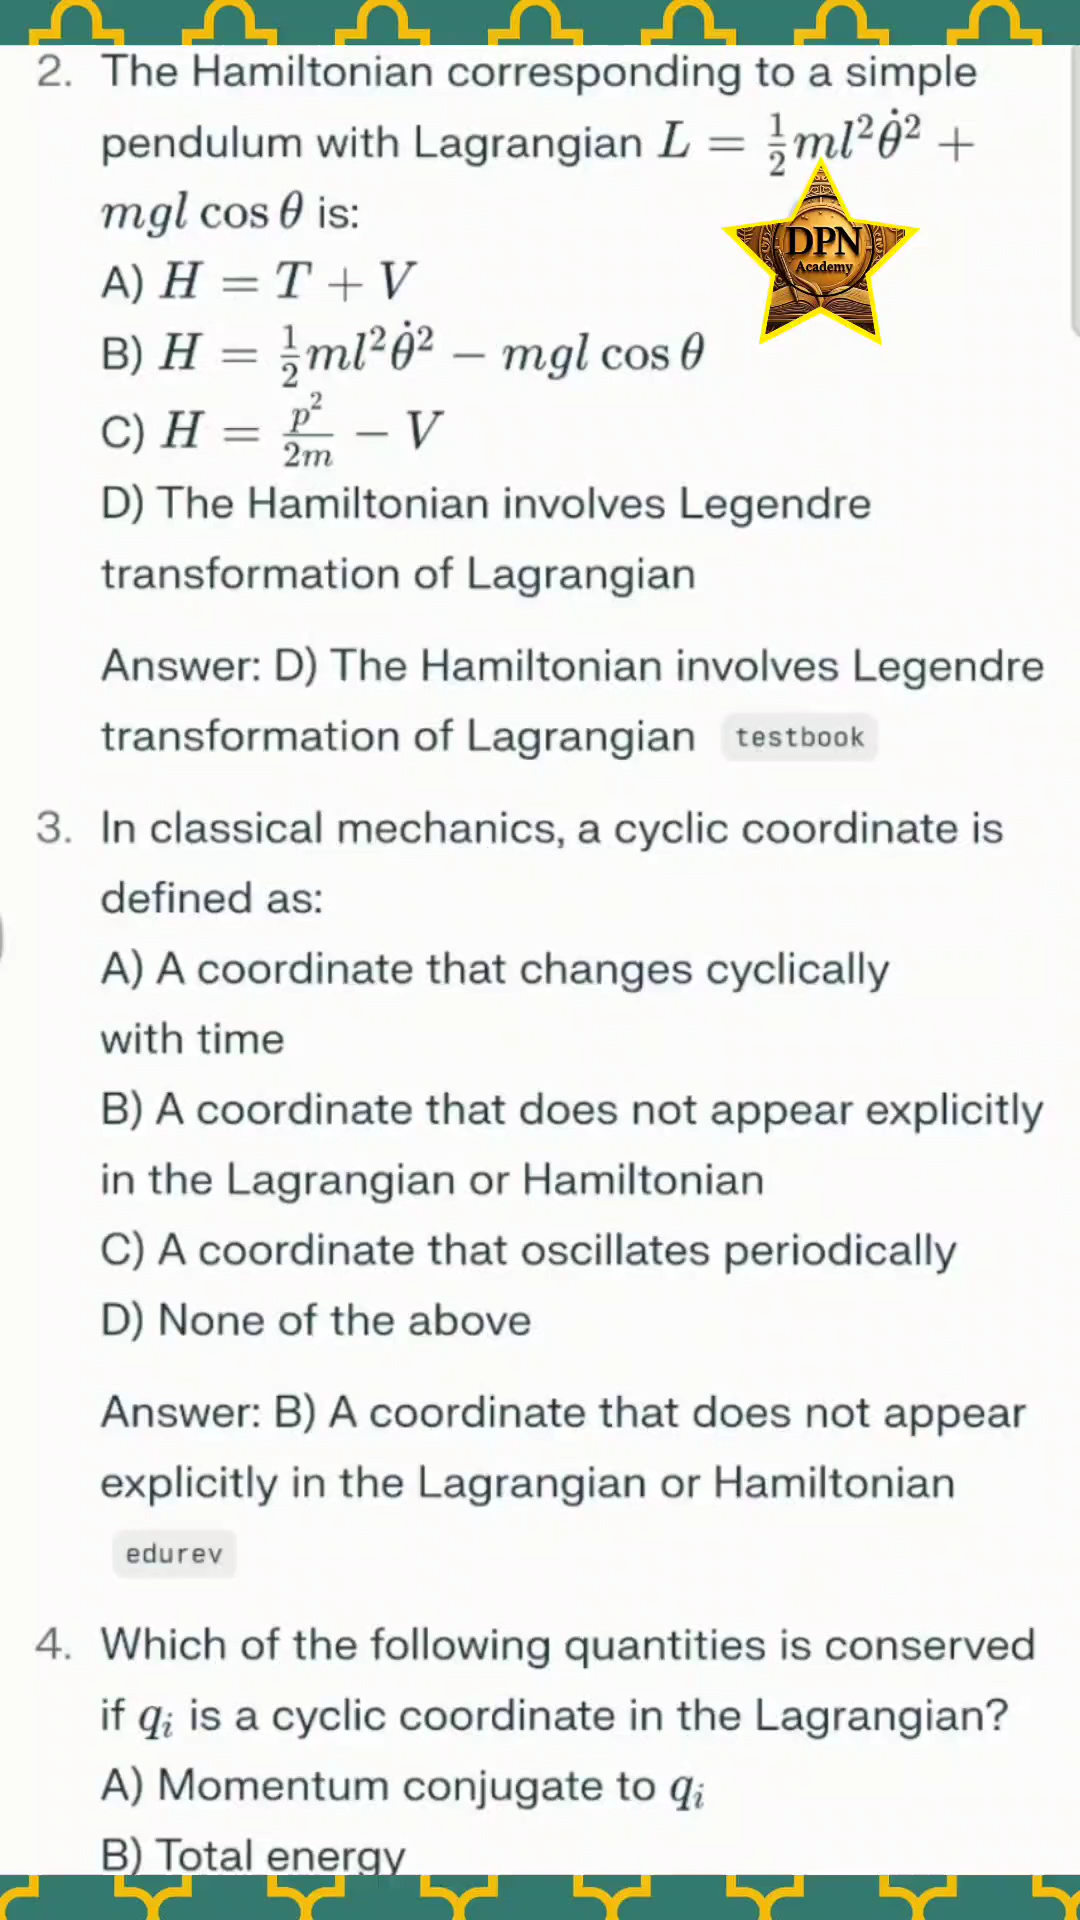 2. The Hamiltonian corresponding to a simple
pendulum with Lagrangian L = ½ml²θ̇² +
mgl cos θ is:
DPN
Academy
A) H = T + V
B) H = ½ml²θ̇² − mgl cos θ
C) H = p²/2m − V
D) The Hamiltonian involves Legendre
transformation of Lagrangian
Answer: D) The Hamiltonian involves Legendre
transformation of Lagrangian testbook
3. In classical mechanics, a cyclic coordinate is
defined as:
A) A coordinate that changes cyclically
with time
B) A coordinate that does not appear explicitly
in the Lagrangian or Hamiltonian
C) A coordinate that oscillates periodically
D) None of the above
Answer: B) A coordinate that does not appear
explicitly in the Lagrangian or Hamiltonian
edurev
4. Which of the following quantities is conserved
if qᵢ is a cyclic coordinate in the Lagrangian?
A) Momentum conjugate to qᵢ
B) Total energy